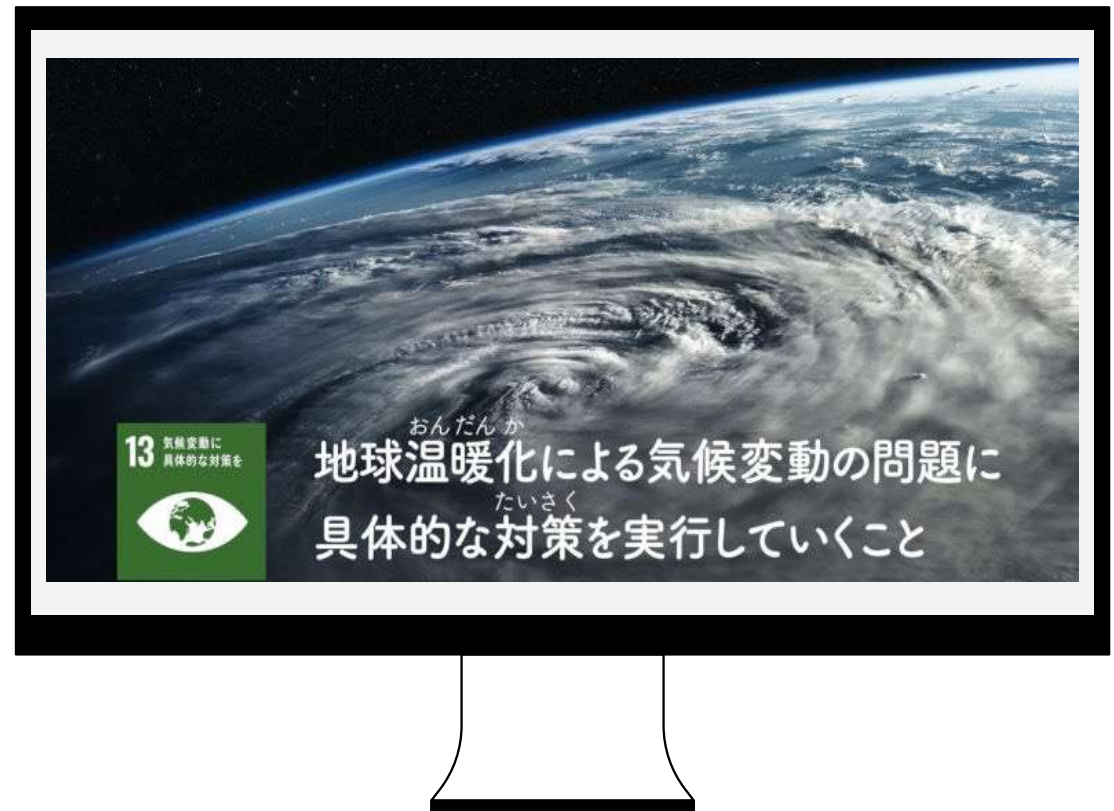 13 気候変動に
具体的な対策を
おんだんか
地球温暖化による気候変動の問題に
たいさく
具体的な対策を実行していくこと